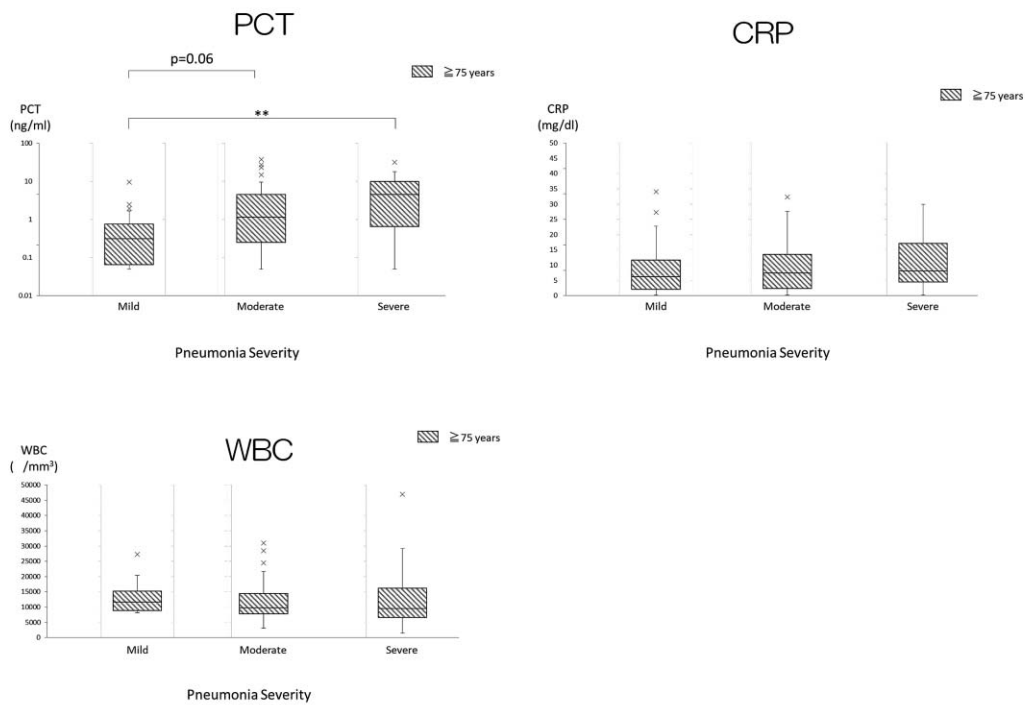 PCT
p=0.06
≧75 years
PCT
(ng/ml)
**
100
10
1
0.1
0.01
Mild
Moderate
Severe
Pneumonia Severity
CRP
≧75 years
CRP
(mg/dl)
50
45
40
35
30
25
20
15
10
5
0
Mild
Moderate
Severe
Pneumonia Severity
WBC
≧75 years
WBC
( /mm³)
50000
45000
40000
35000
30000
25000
20000
15000
10000
5000
0
Mild
Moderate
Severe
Pneumonia Severity